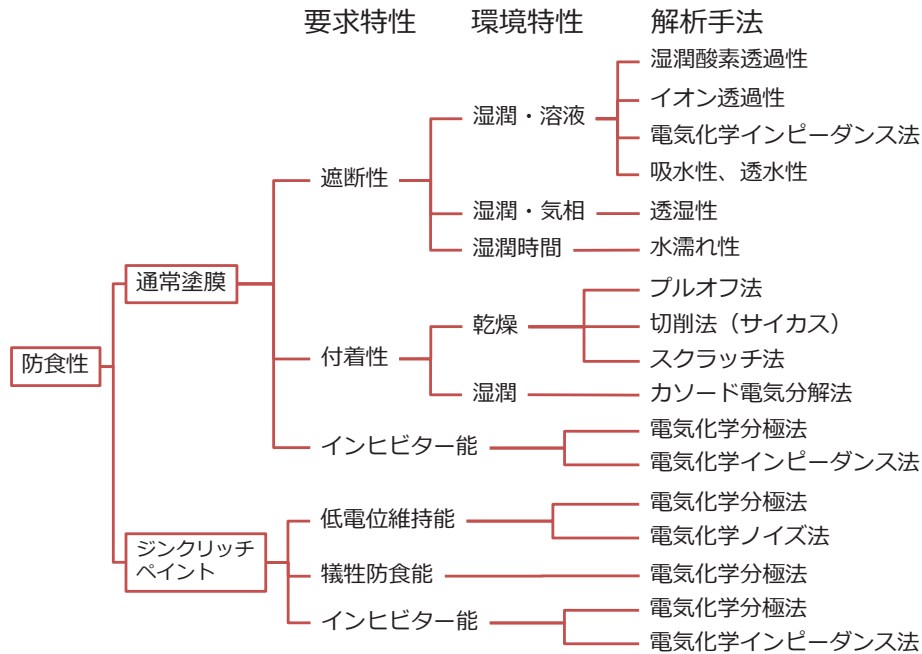 要求特性 環境特性 解析手法
湿潤酸素透過性
イオン透過性
湿潤・溶液
電気化学インピーダンス法
吸水性、透水性
遮断性
湿潤・気相 透湿性
湿潤時間 水濡れ性
通常塗膜
プルオフ法
乾燥 切削法（サイカス）
付着性
スクラッチ法
防食性
湿潤 カソード電気分解法
電気化学分極法
インヒビター能
電気化学インピーダンス法
電気化学分極法
低電位維持能
電気化学ノイズ法
ジンクリッチ
ペイント
犠牲防食能 電気化学分極法
電気化学分極法
インヒビター能
電気化学インピーダンス法